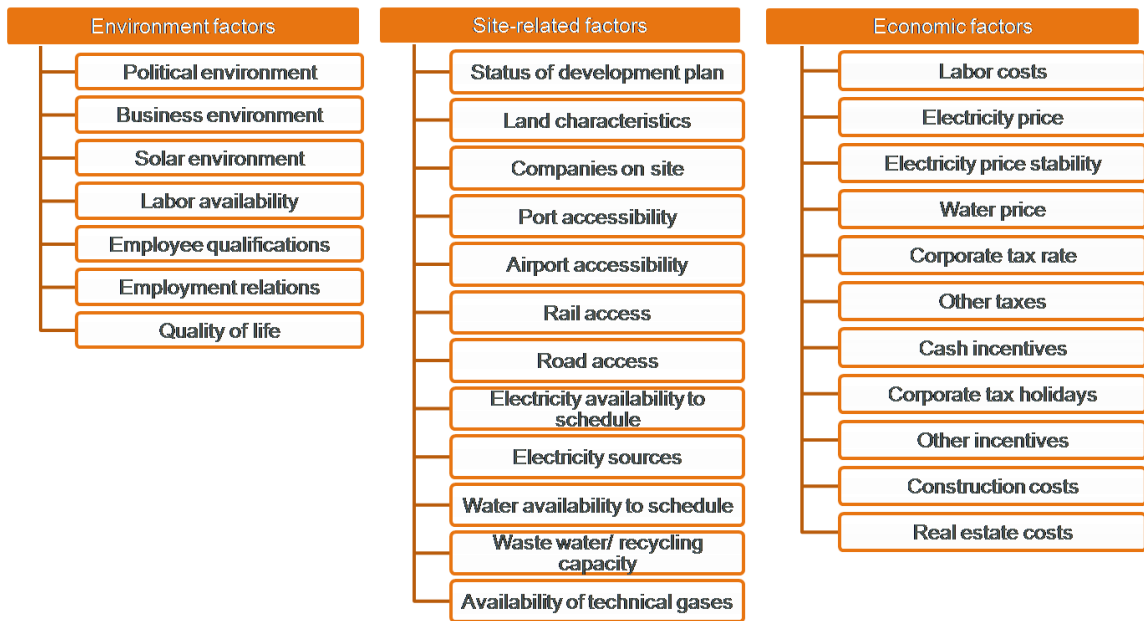 Environment factors
Political environment
Business environment
Solar environment
Labor availability
Employee qualifications
Employment relations
Quality of life
Site-related factors
Status of development plan
Land characteristics
Companies on site
Port accessibility
Airport accessibility
Rail access
Road access
Electricity availability to
schedule
Electricity sources
Water availability to schedule
Waste water/ recycling
capacity
Availability of technical gases
Economic factors
Labor costs
Electricity price
Electricity price stability
Water price
Corporate tax rate
Other taxes
Cash incentives
Corporate tax holidays
Other incentives
Construction costs
Real estate costs